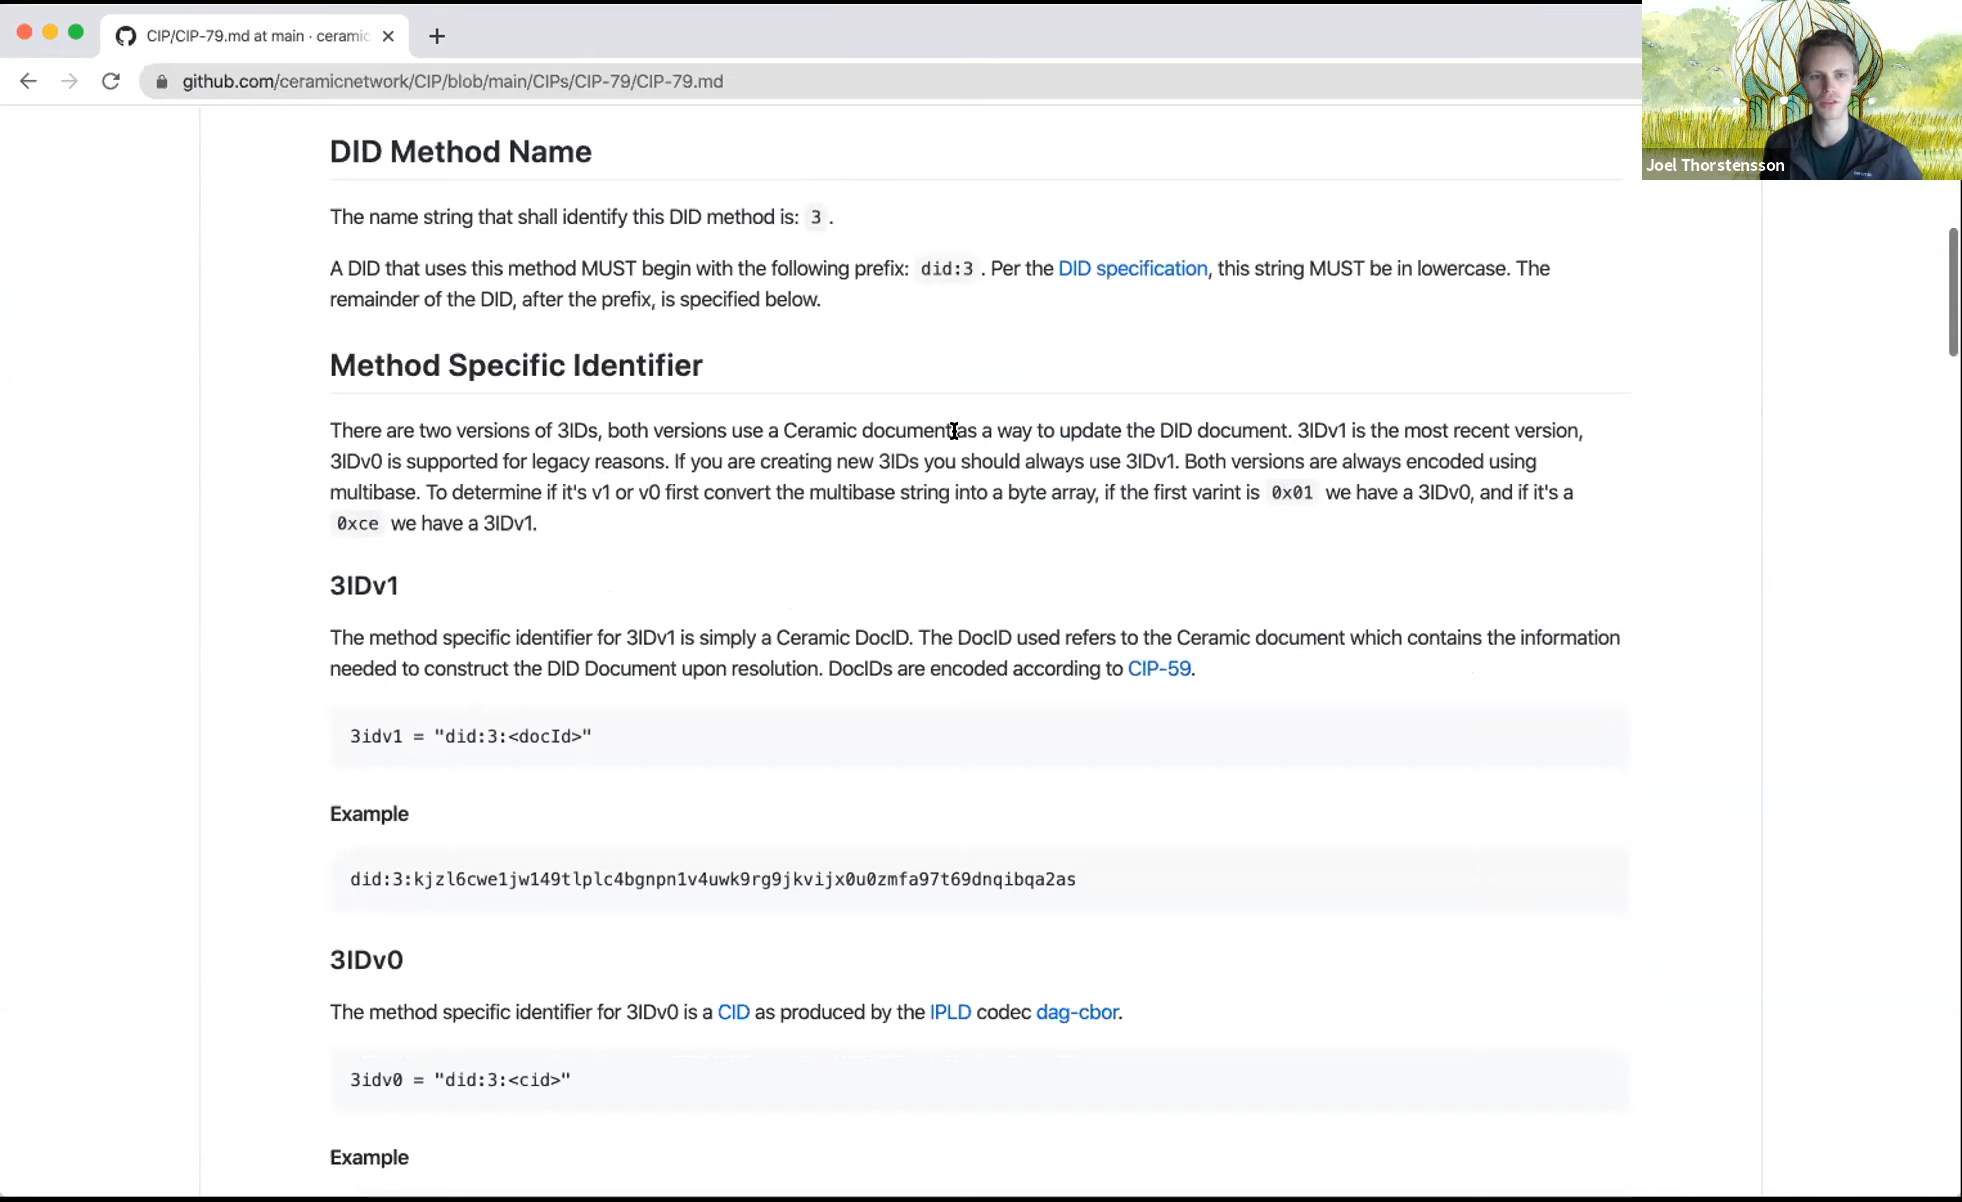 CIP/CIP-79.md at main · ceramic
github.com/ceramicnetwork/CIP/blob/main/CIPs/CIP-79/CIP-79.md
Joel Thorstensson
DID Method Name
The name string that shall identify this DID method is: 3 .
A DID that uses this method MUST begin with the following prefix: did:3 . Per the DID specification, this string MUST be in lowercase. The
remainder of the DID, after the prefix, is specified below.
Method Specific Identifier
There are two versions of 3IDs, both versions use a Ceramic document as a way to update the DID document. 3IDv1 is the most recent version,
3IDv0 is supported for legacy reasons. If you are creating new 3IDs you should always use 3IDv1. Both versions are always encoded using
multibase. To determine if it's v1 or v0 first convert the multibase string into a byte array, if the first varint is 0x01 we have a 3IDv0, and if it's a
0xce we have a 3IDv1.
3IDv1
The method specific identifier for 3IDv1 is simply a Ceramic DocID. The DocID used refers to the Ceramic document which contains the information
needed to construct the DID Document upon resolution. DocIDs are encoded according to CIP-59.
3idv1 = "did:3:<docId>"
Example
did:3:kjzl6cwe1jw149tlplc4bgnpn1v4uwk9rg9jkvijx0u0zmfa97t69dnqibqa2as
3IDv0
The method specific identifier for 3IDv0 is a CID as produced by the IPLD codec dag-cbor.
3idv0 = "did:3:<cid>"
Example